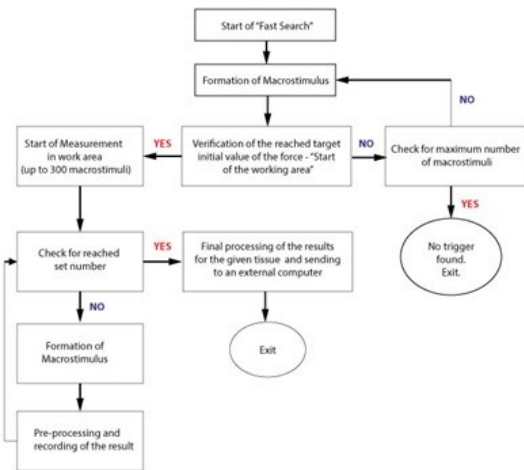 Start of "Fast Search"
Formation of Macrostimulus
NO
Start of Measurement
in work area
(up to 300 macrostimuli)
YES
Verification of the reached target
initial value of the force - "Start
of the working area"
NO
Check for maximum number
of macrostimuli
YES
No trigger
found.
Exit.
Check for reached
set number
YES
Final processing of the results
for the given tissue and sending
to an external computer
NO
Exit
Formation of
Macrostimulus
Pre-processing and
recording of the result